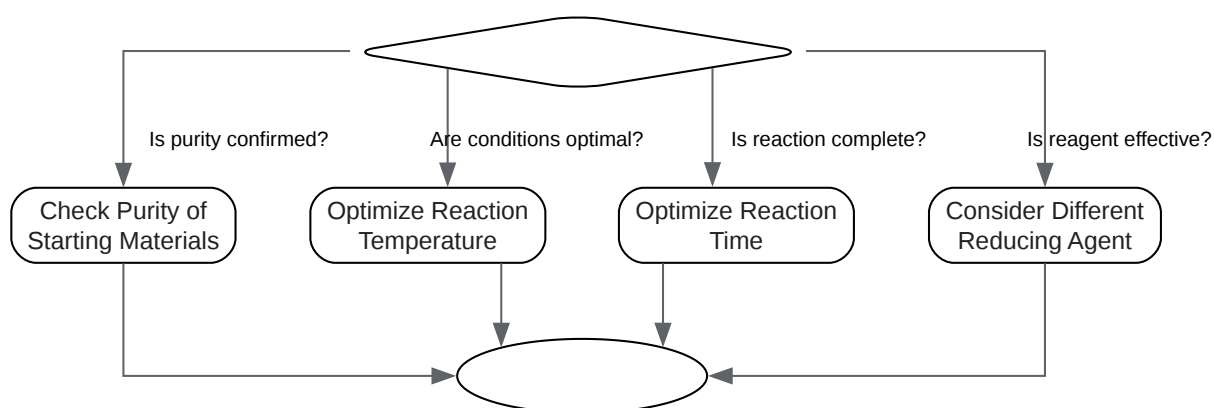 Is purity confirmed?
Are conditions optimal?
Is reaction complete?
Is reagent effective?
Check Purity of
Starting Materials
Optimize Reaction
Temperature
Optimize Reaction
Time
Consider Different
Reducing Agent